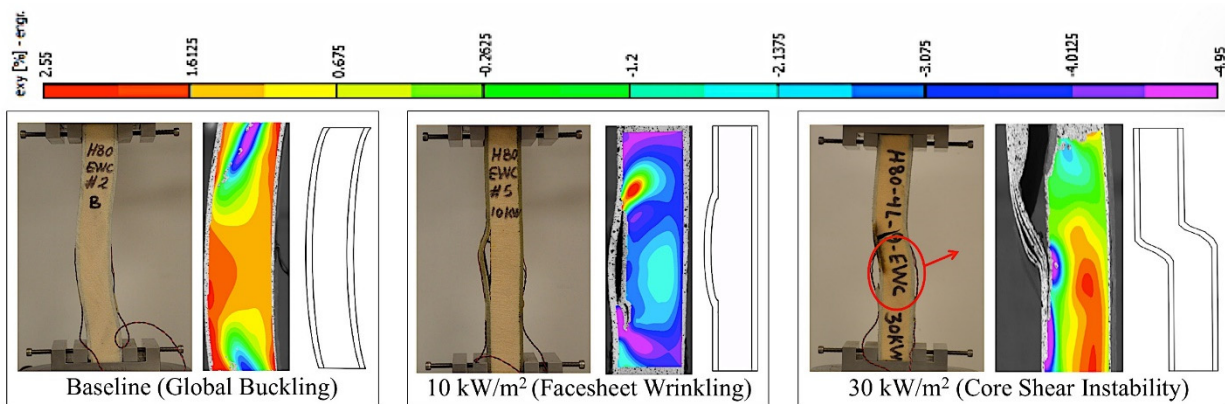 exy [%] - engr.
2.55
1.6125
0.675
-0.2625
-1.2
-2.1375
-3.075
-4.0125
-4.95
H80
EWC
#2
B
H80
EWC
#5
10KW
H80-4L-
-EWC
30KW
Baseline (Global Buckling)
10 kW/m² (Facesheet Wrinkling)
30 kW/m² (Core Shear Instability)